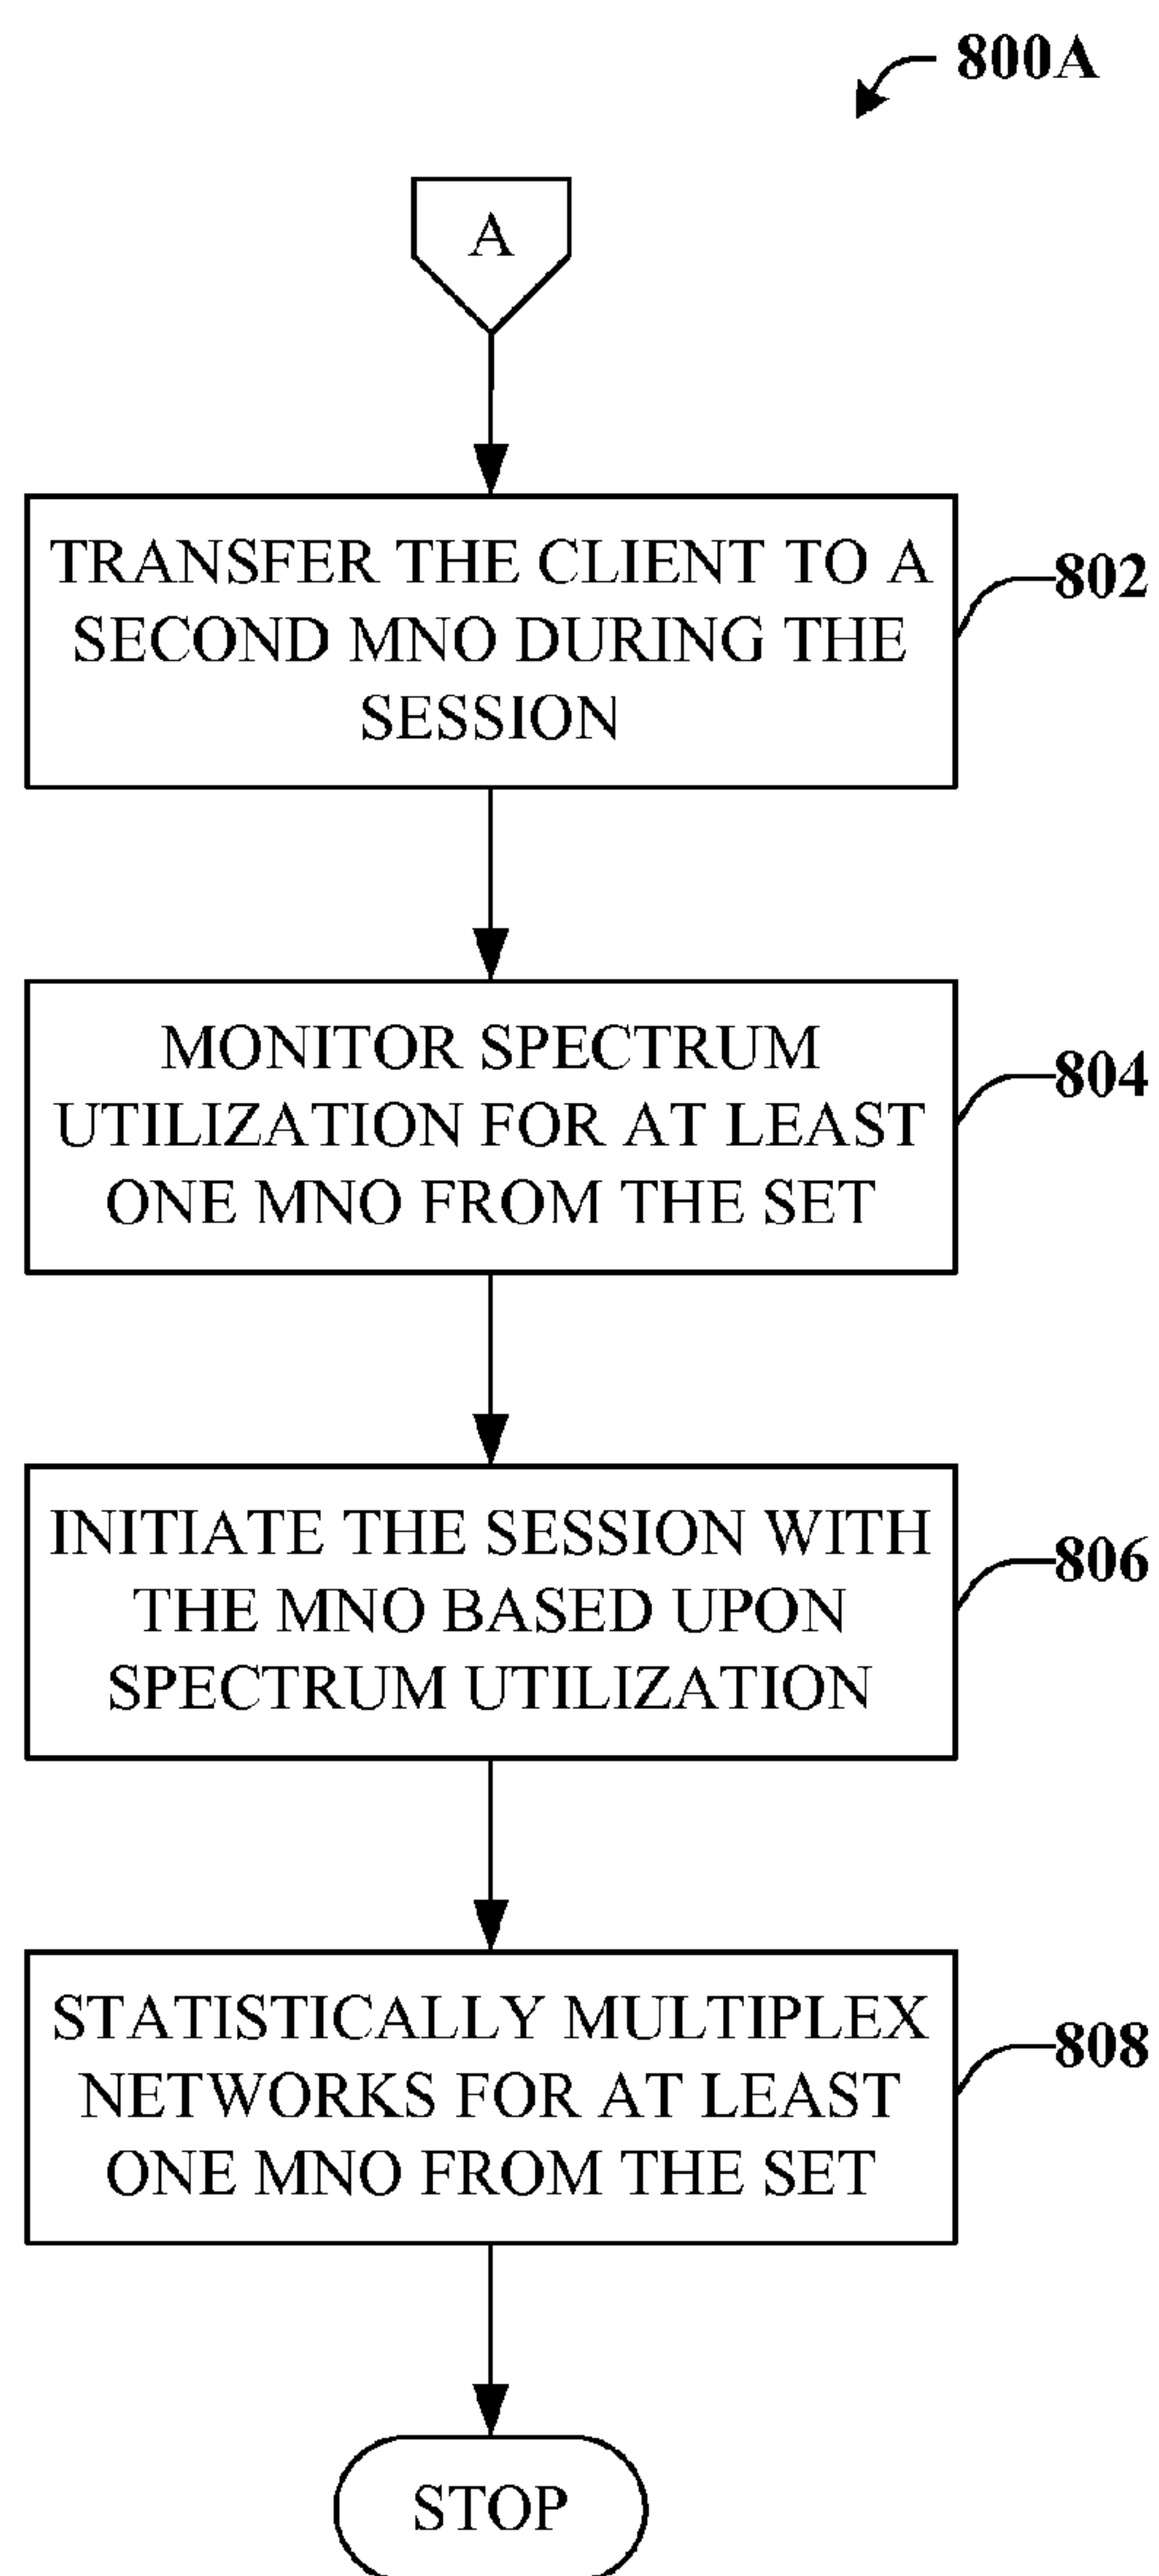 800A
A
TRANSFER THE CLIENT TO A
SECOND MNO DURING THE
SESSION
802
MONITOR SPECTRUM
UTILIZATION FOR AT LEAST
ONE MNO FROM THE SET
804
INITIATE THE SESSION WITH
THE MNO BASED UPON
SPECTRUM UTILIZATION
806
STATISTICALLY MULTIPLEX
NETWORKS FOR AT LEAST
ONE MNO FROM THE SET
808
STOP